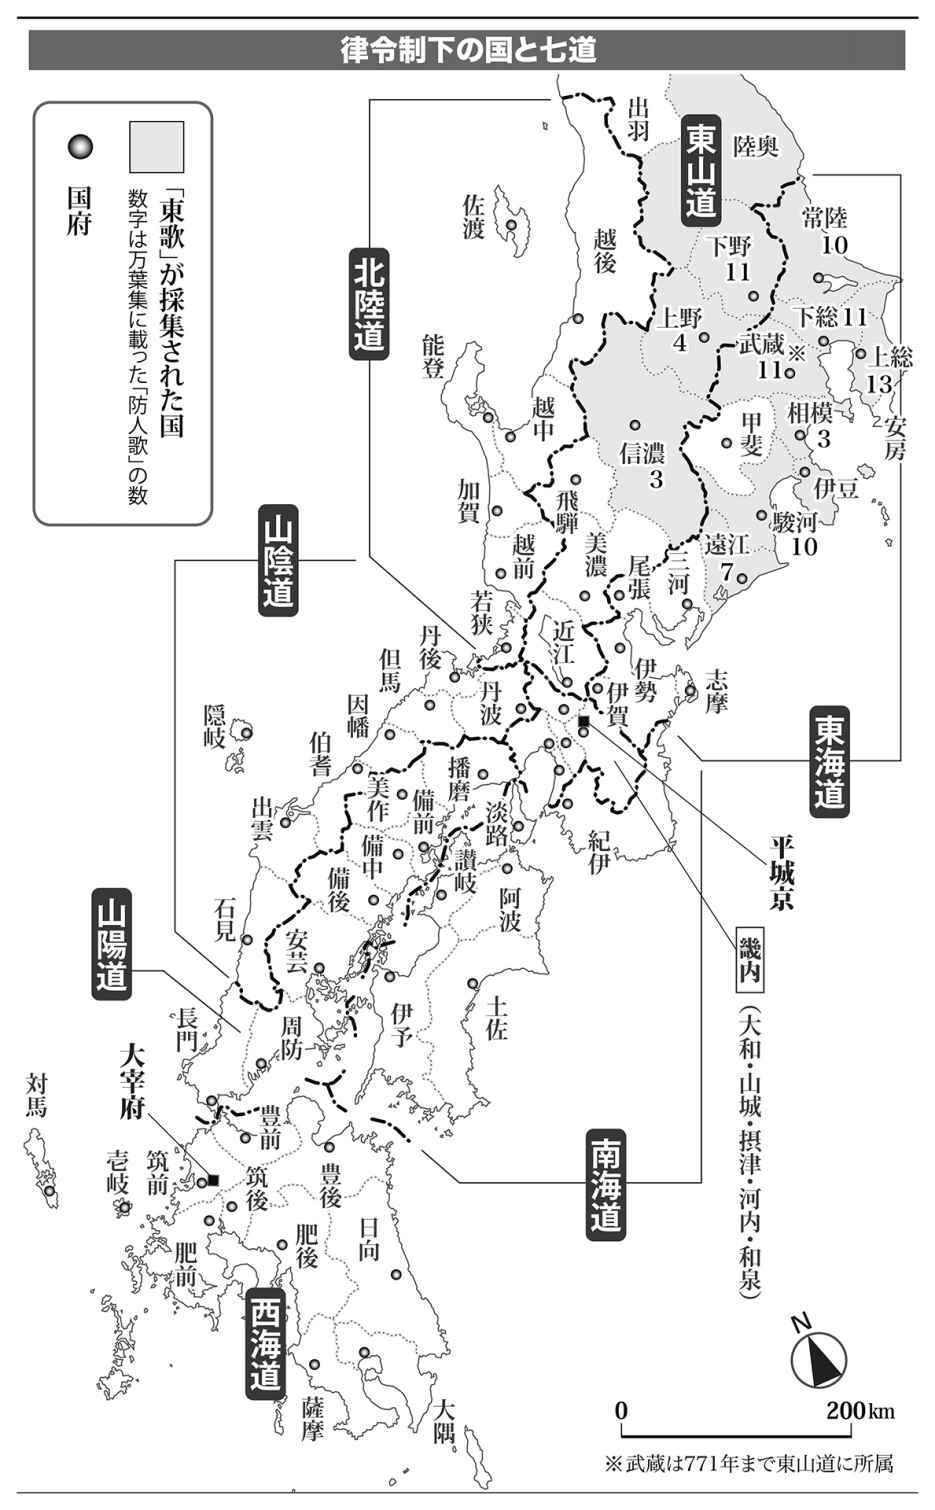 律令制下の国と七道
「東歌」が採集された国
数字は万葉集に載った「防人歌」の数
国府
東山道
北陸道
山陰道
東海道
山陽道
南海道
西海道
出羽
陸奥
佐渡
越後
常陸
10
下野
11
上野
4
下総11
武蔵※
11
上総
13
能登
越中
信濃
3
甲斐
相模
3
安房
伊豆
加賀
飛騨
駿河
10
越前
美濃
尾張
三河
遠江
7
若狭
近江
丹後
但馬
丹波
伊賀
伊勢
志摩
因幡
隠岐
伯耆
美作
播磨
備前
淡路
紀伊
出雲
備中
讃岐
平城京
備後
阿波
石見
安芸
畿内
(大和・山城・摂津・河内・和泉)
長門
周防
伊予
土佐
大宰府
対馬
豊前
壱岐
筑前
筑後
豊後
肥前
肥後
日向
薩摩
大隅
N
0
200km
※武蔵は771年まで東山道に所属